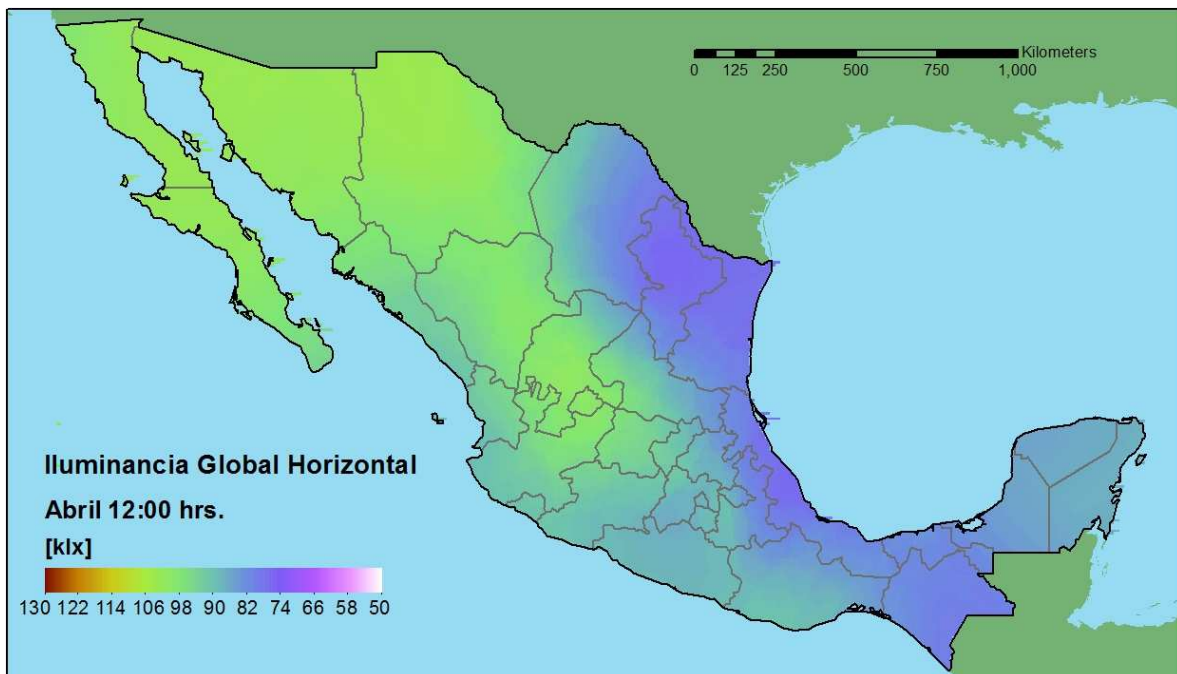 Kilometers
0 125 250 500 750 1,000
Iluminancia Global Horizontal
Abril 12:00 hrs.
[klx]
130 122 114 106 98 90 82 74 66 58 50